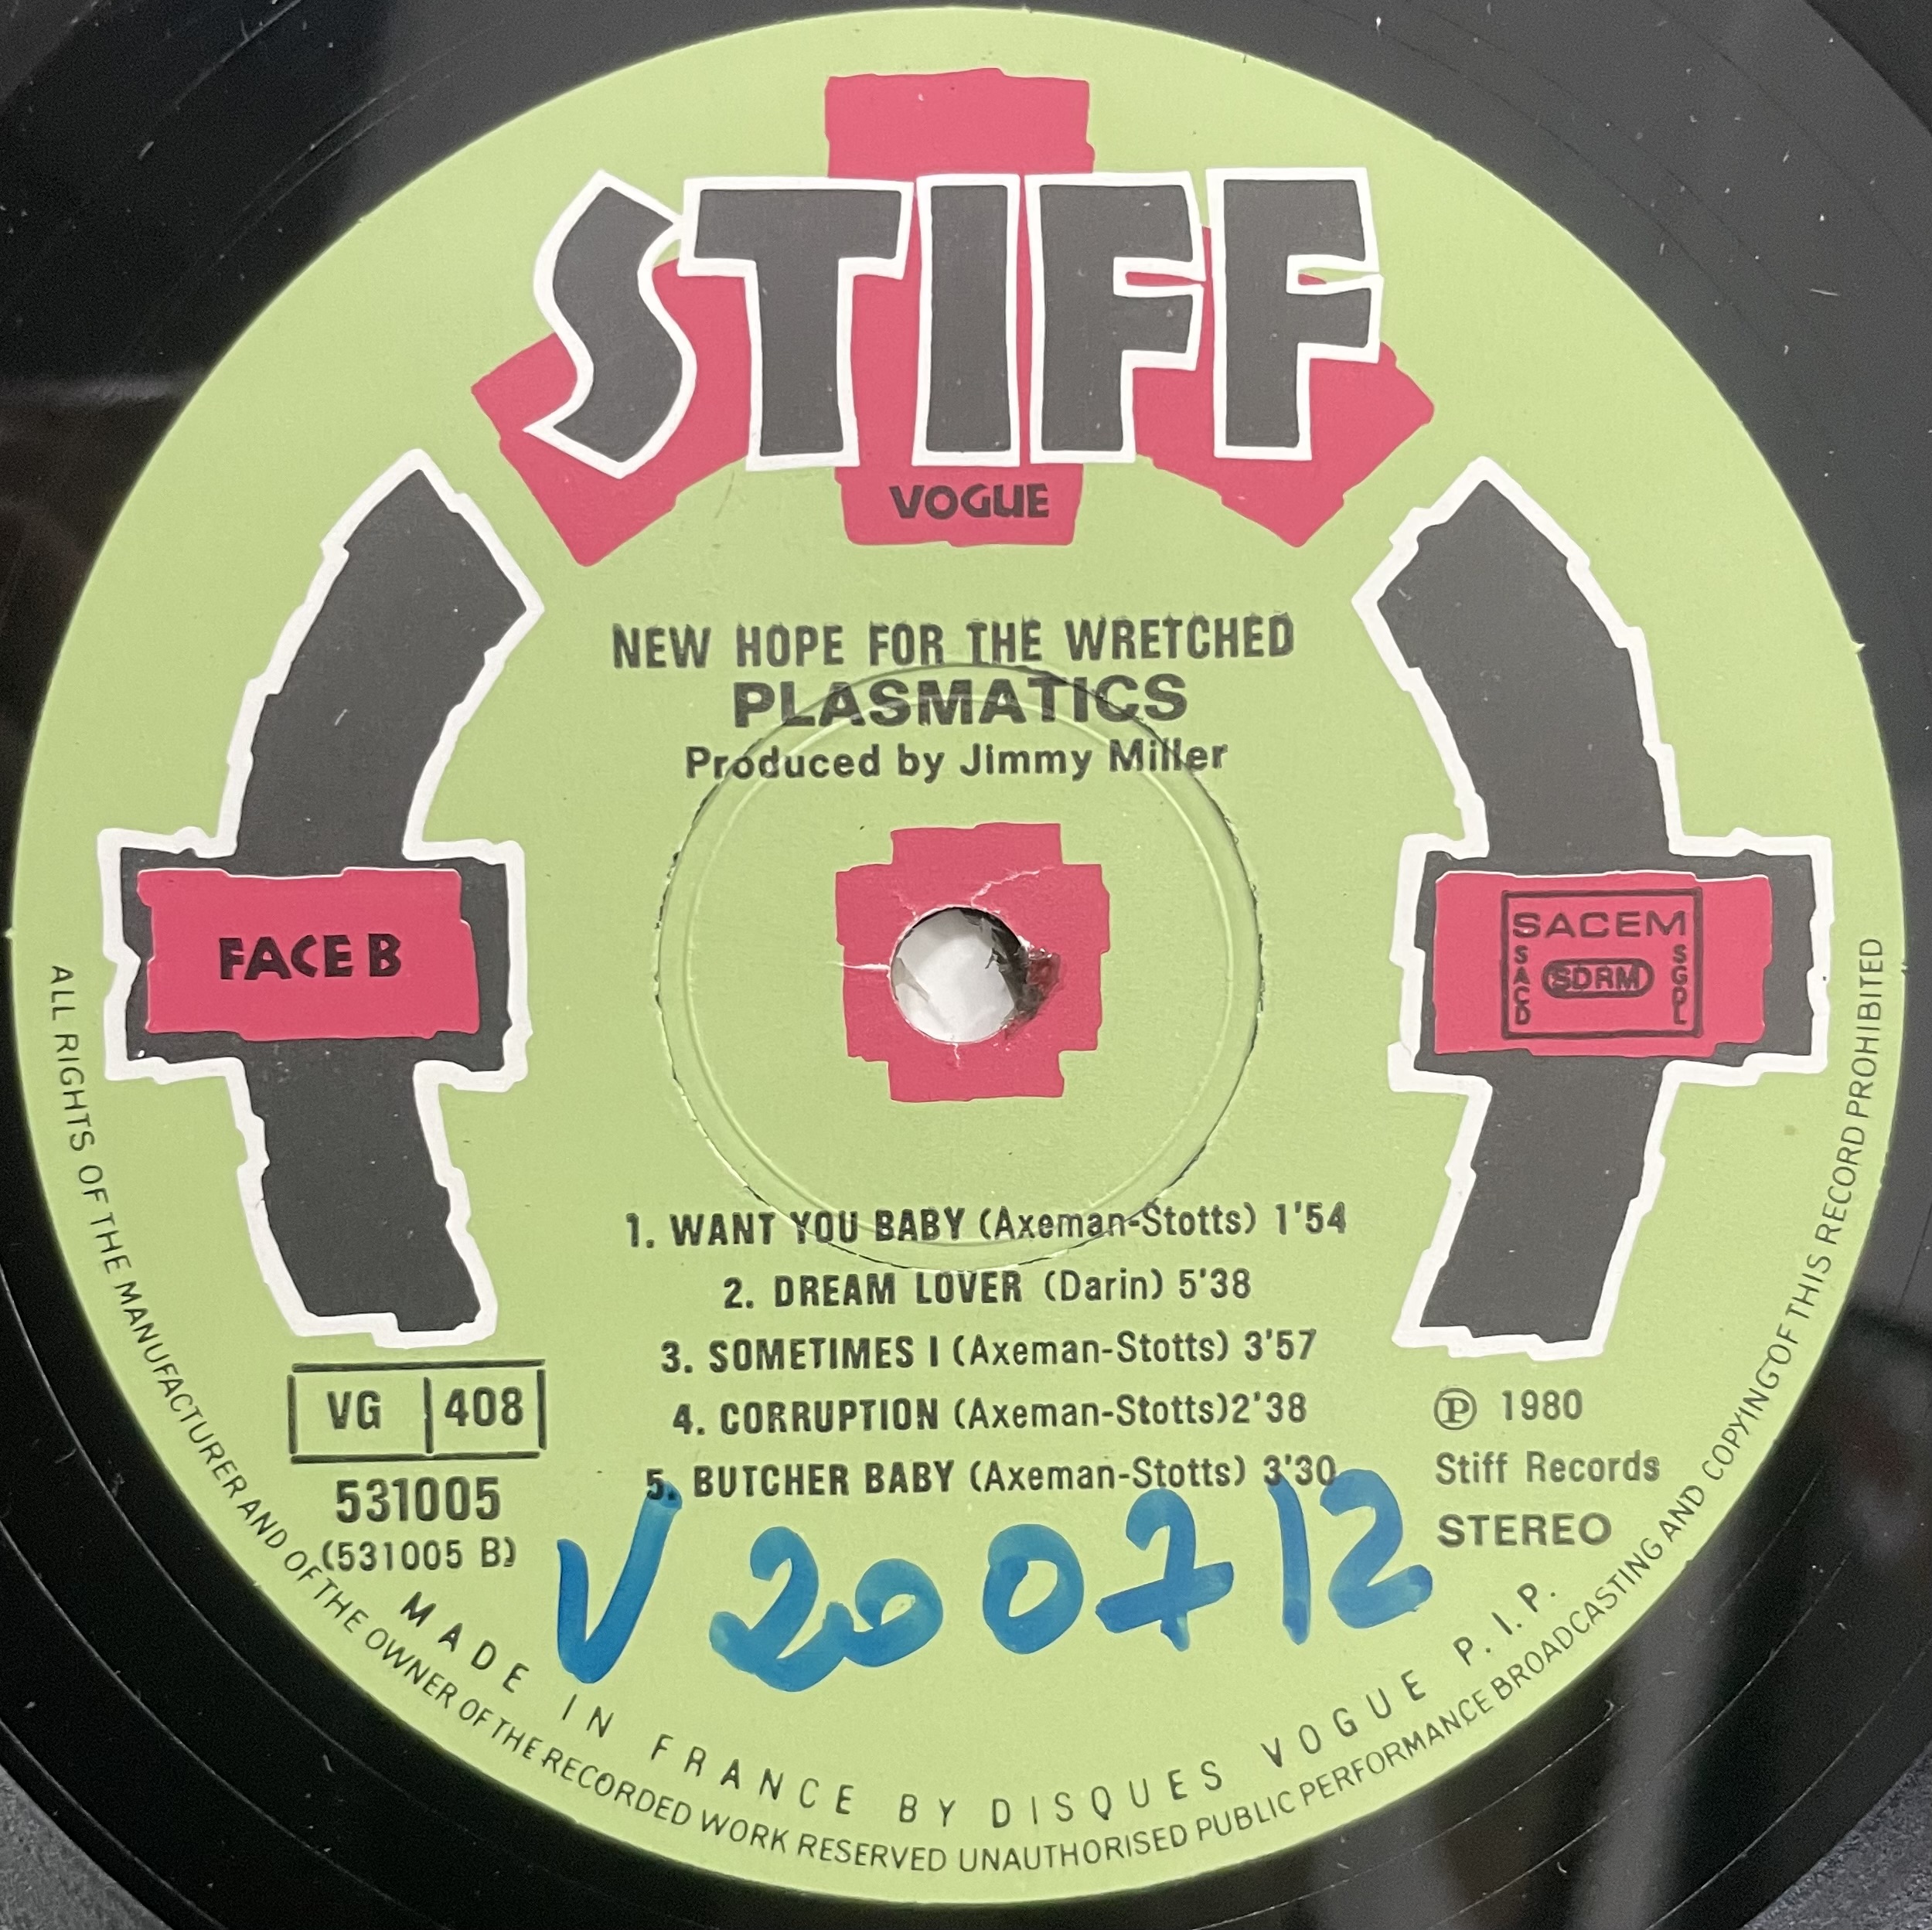 STIFF
VOGUE
NEW HOPE FOR THE WRETCHED
PLASMATICS
Produced by Jimmy Miller
FACE B
SACEM
SACD
SDRM
SGDL
1. WANT YOU BABY (Axeman-Stotts) 1'54
2. DREAM LOVER (Darin) 5'38
3. SOMETIMES I (Axeman-Stotts) 3'57
4. CORRUPTION (Axeman-Stotts)2'38
5. BUTCHER BABY (Axeman-Stotts) 3'30
VG 408
531005
(531005 B)
℗ 1980
Stiff Records
STEREO
V 200712
MADE IN FRANCE BY DISQUES VOGUE P.I.P.
ALL RIGHTS OF THE MANUFACTURER AND OF THE OWNER OF THE RECORDED WORK RESERVED UNAUTHORISED PUBLIC PERFORMANCE BROADCASTING AND COPYING OF THIS RECORD PROHIBITED